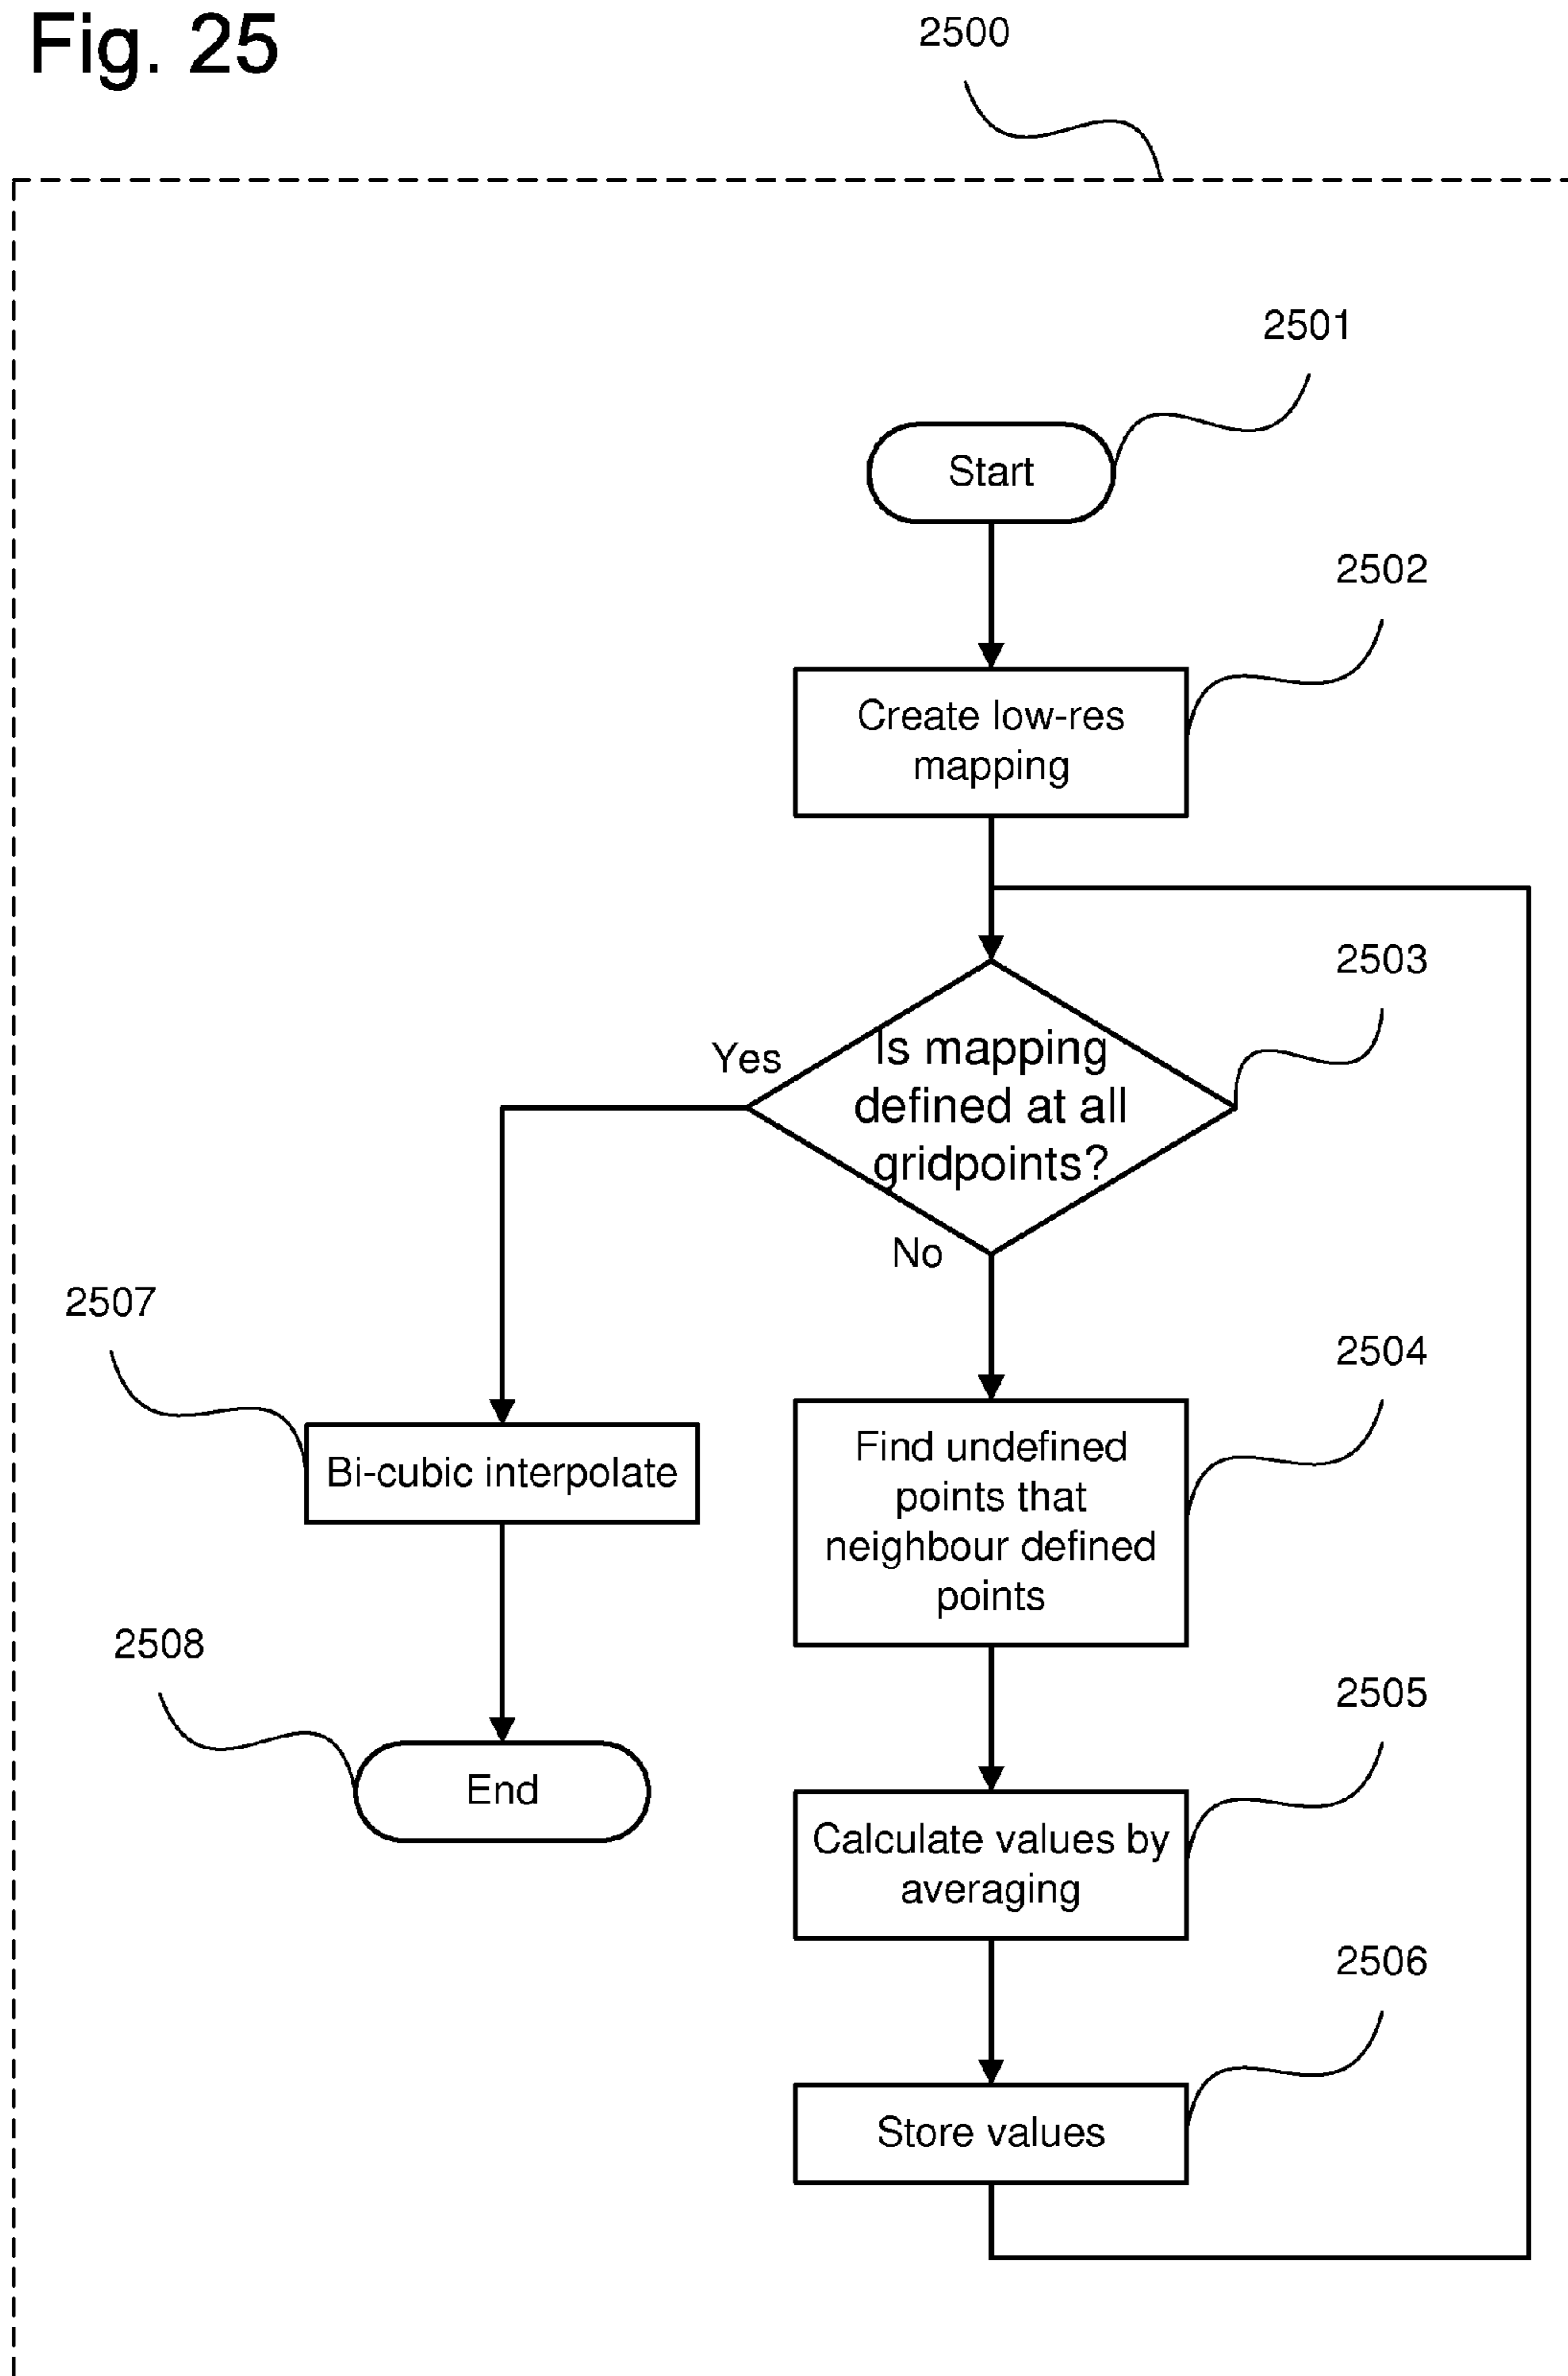 Fig. 25
2500
2501
Start
2502
Create low-res
mapping
2503
Yes
Is mapping
defined at all
gridpoints?
No
2507
2504
Bi-cubic interpolate
Find undefined
points that
neighbour defined
points
2508
2505
End
Calculate values by
averaging
2506
Store values